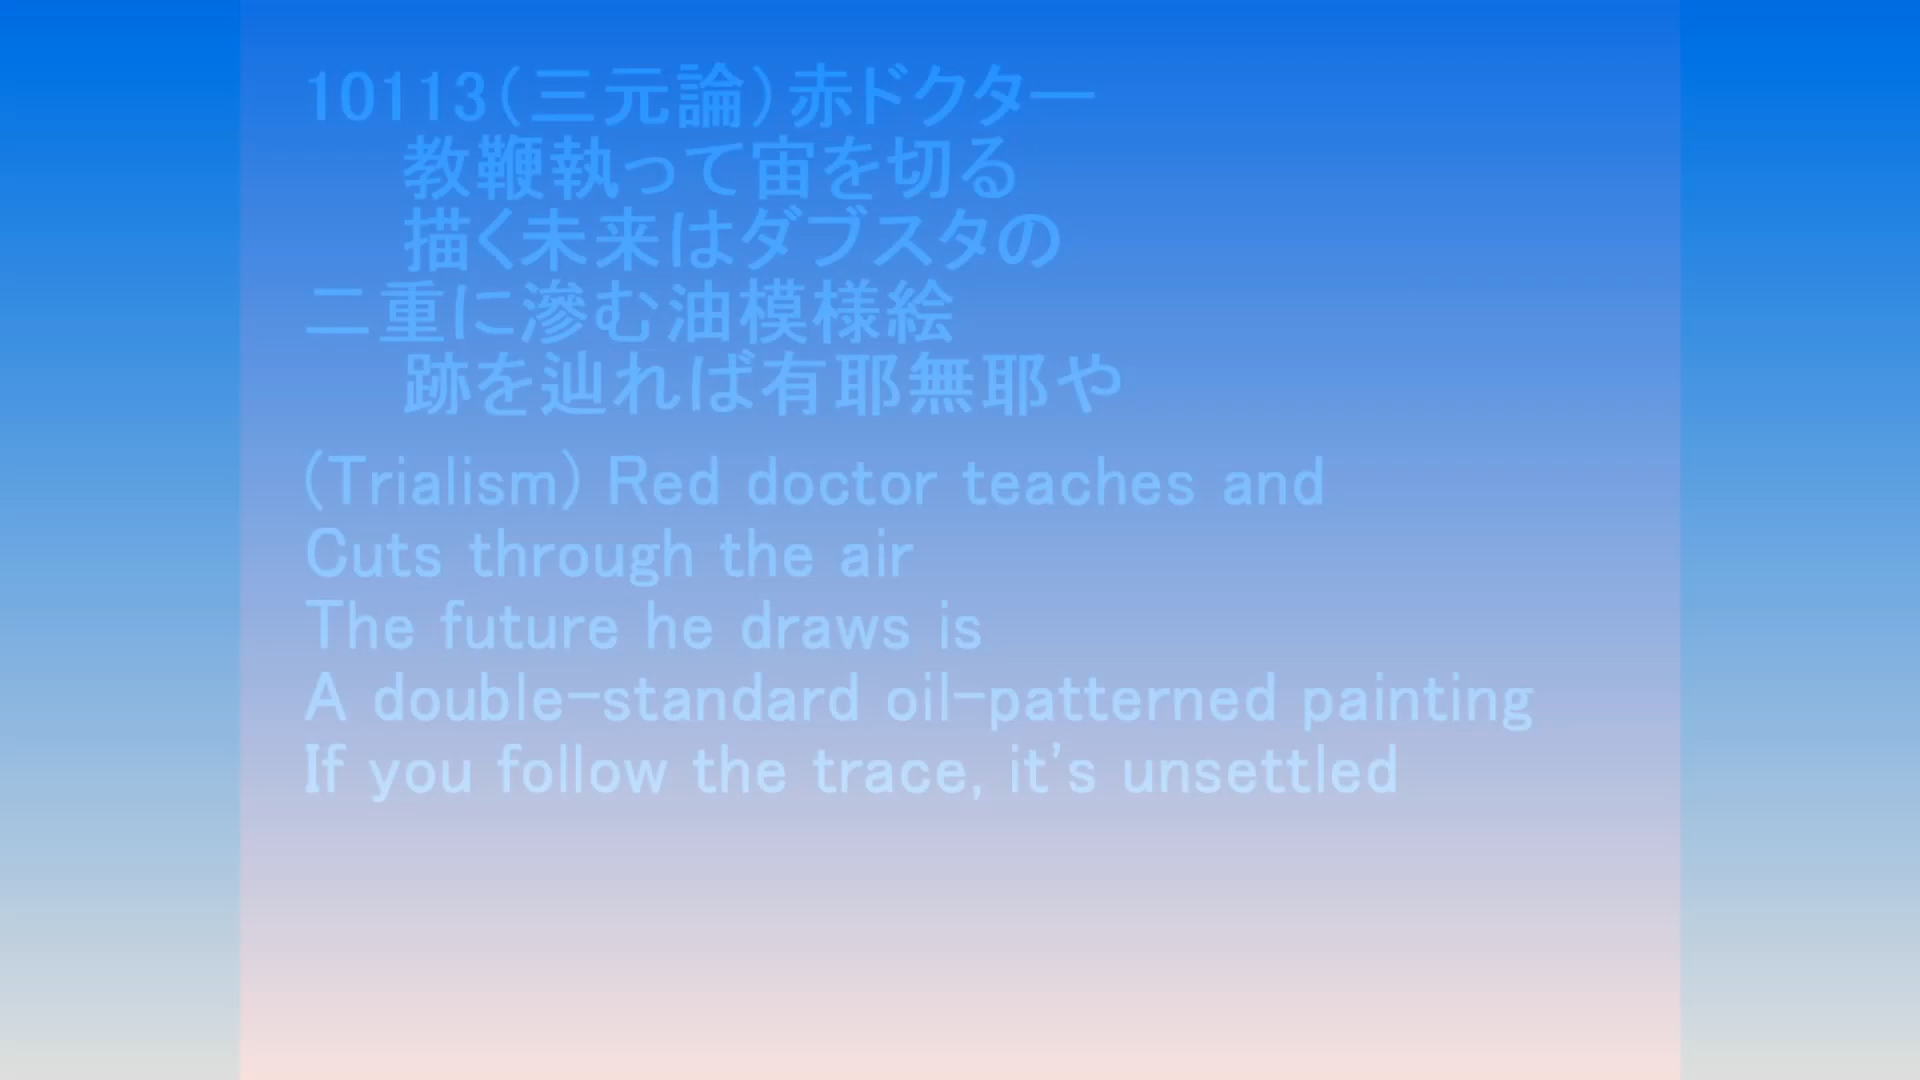 10113（三元論）赤ドクター
教鞭執って宙を切る
描く未来はダブスタの
二重に滲む油模様絵
跡を辿れば有耶無耶や
(Trialism) Red doctor teaches and
Cuts through the air
The future he draws is
A double-standard oil-patterned painting
If you follow the trace, it's unsettled